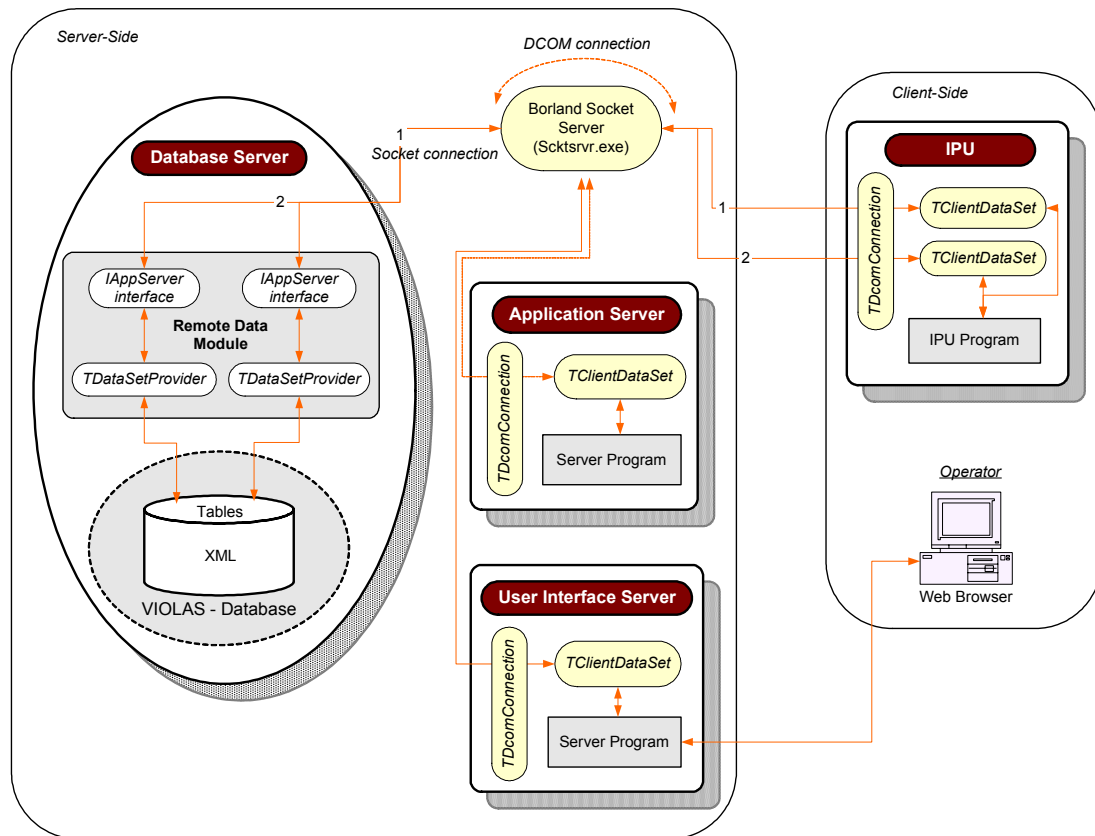 Server-Side
DCOM connection
Borland Socket
Server
(Scktsrvr.exe)
1
Socket connection
Database Server
2
IAppServer
interface
IAppServer
interface
Remote Data
Module
TDataSetProvider
TDataSetProvider
Tables
XML
VIOLAS - Database
Application Server
TDcomConnection
TClientDataSet
Server Program
User Interface Server
TDcomConnection
TClientDataSet
Server Program
Client-Side
IPU
1
2
TDcomConnection
TClientDataSet
TClientDataSet
IPU Program
Operator
Web Browser